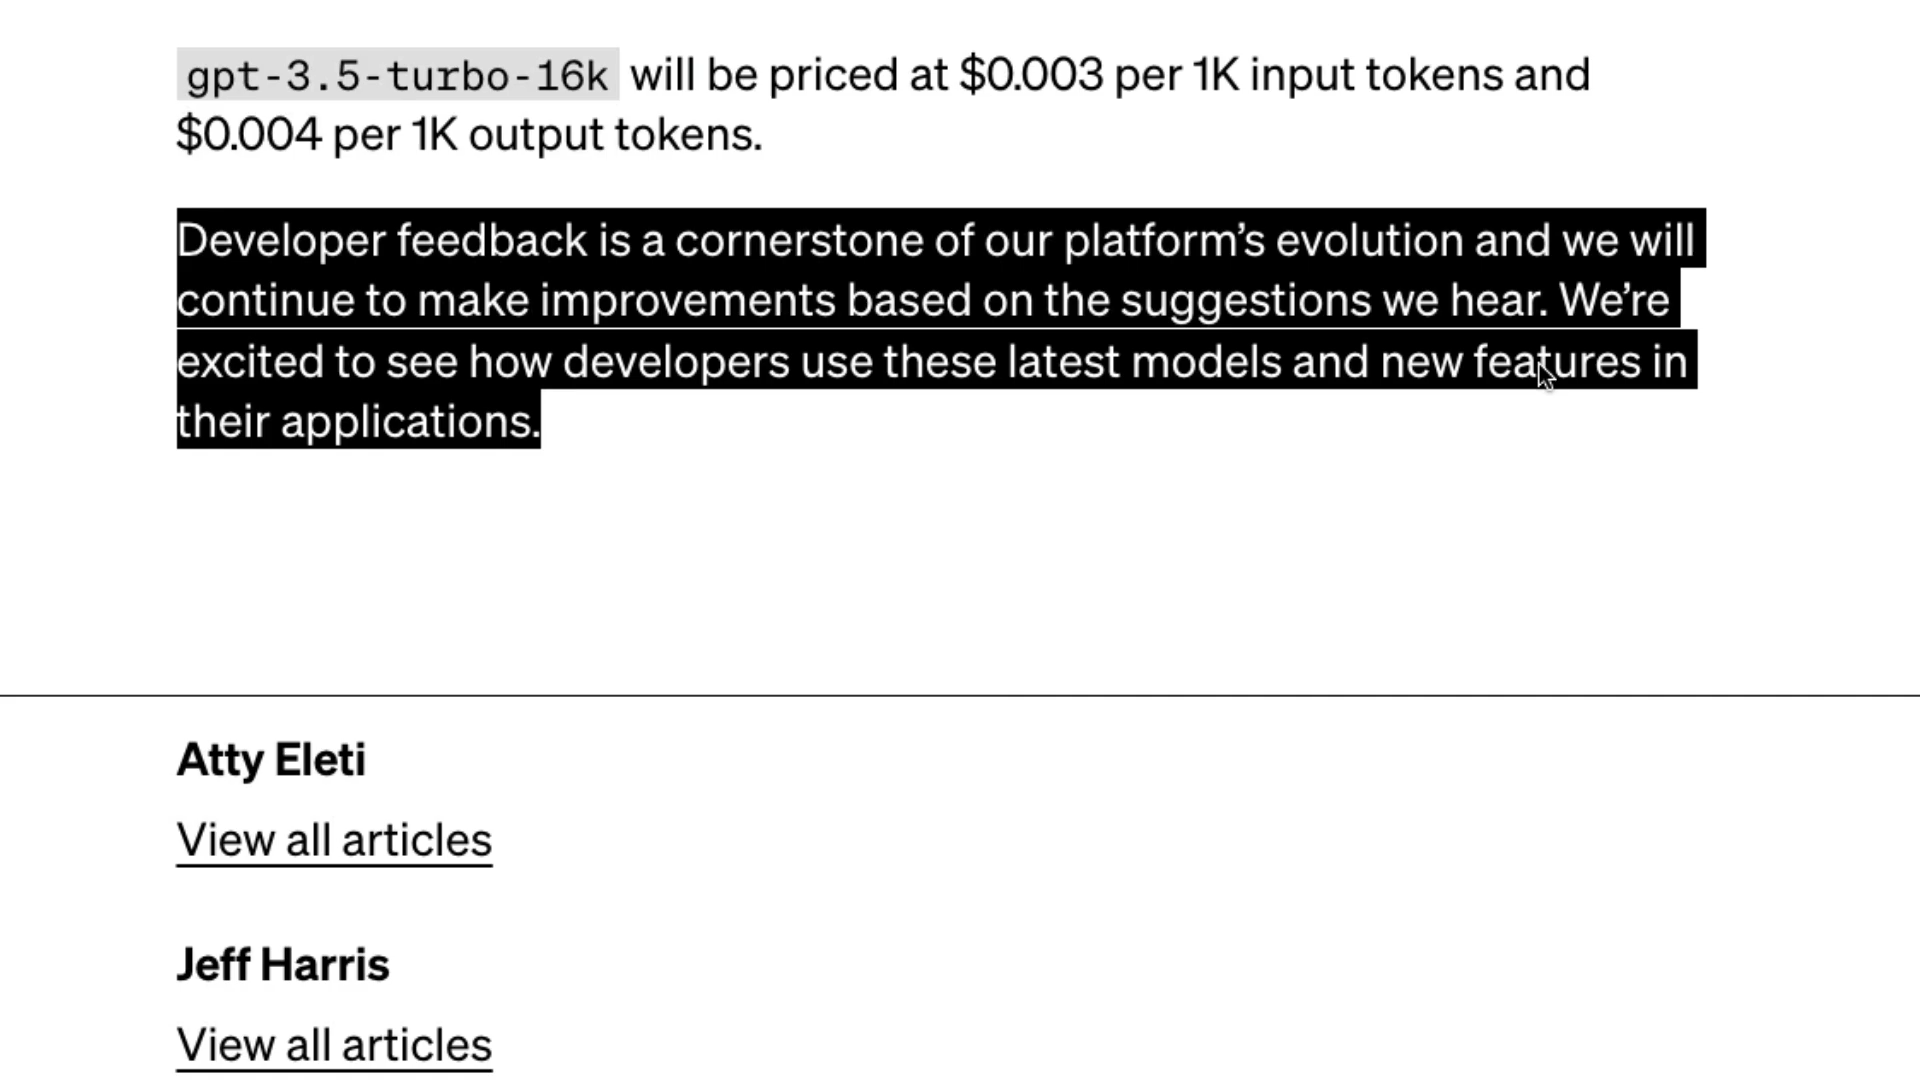 gpt-3.5-turbo-16k will be priced at $0.003 per 1K input tokens and
$0.004 per 1K output tokens.
Developer feedback is a cornerstone of our platform’s evolution and we will
continue to make improvements based on the suggestions we hear. We’re
excited to see how developers use these latest models and new features in
their applications.
Atty Eleti
View all articles
Jeff Harris
View all articles